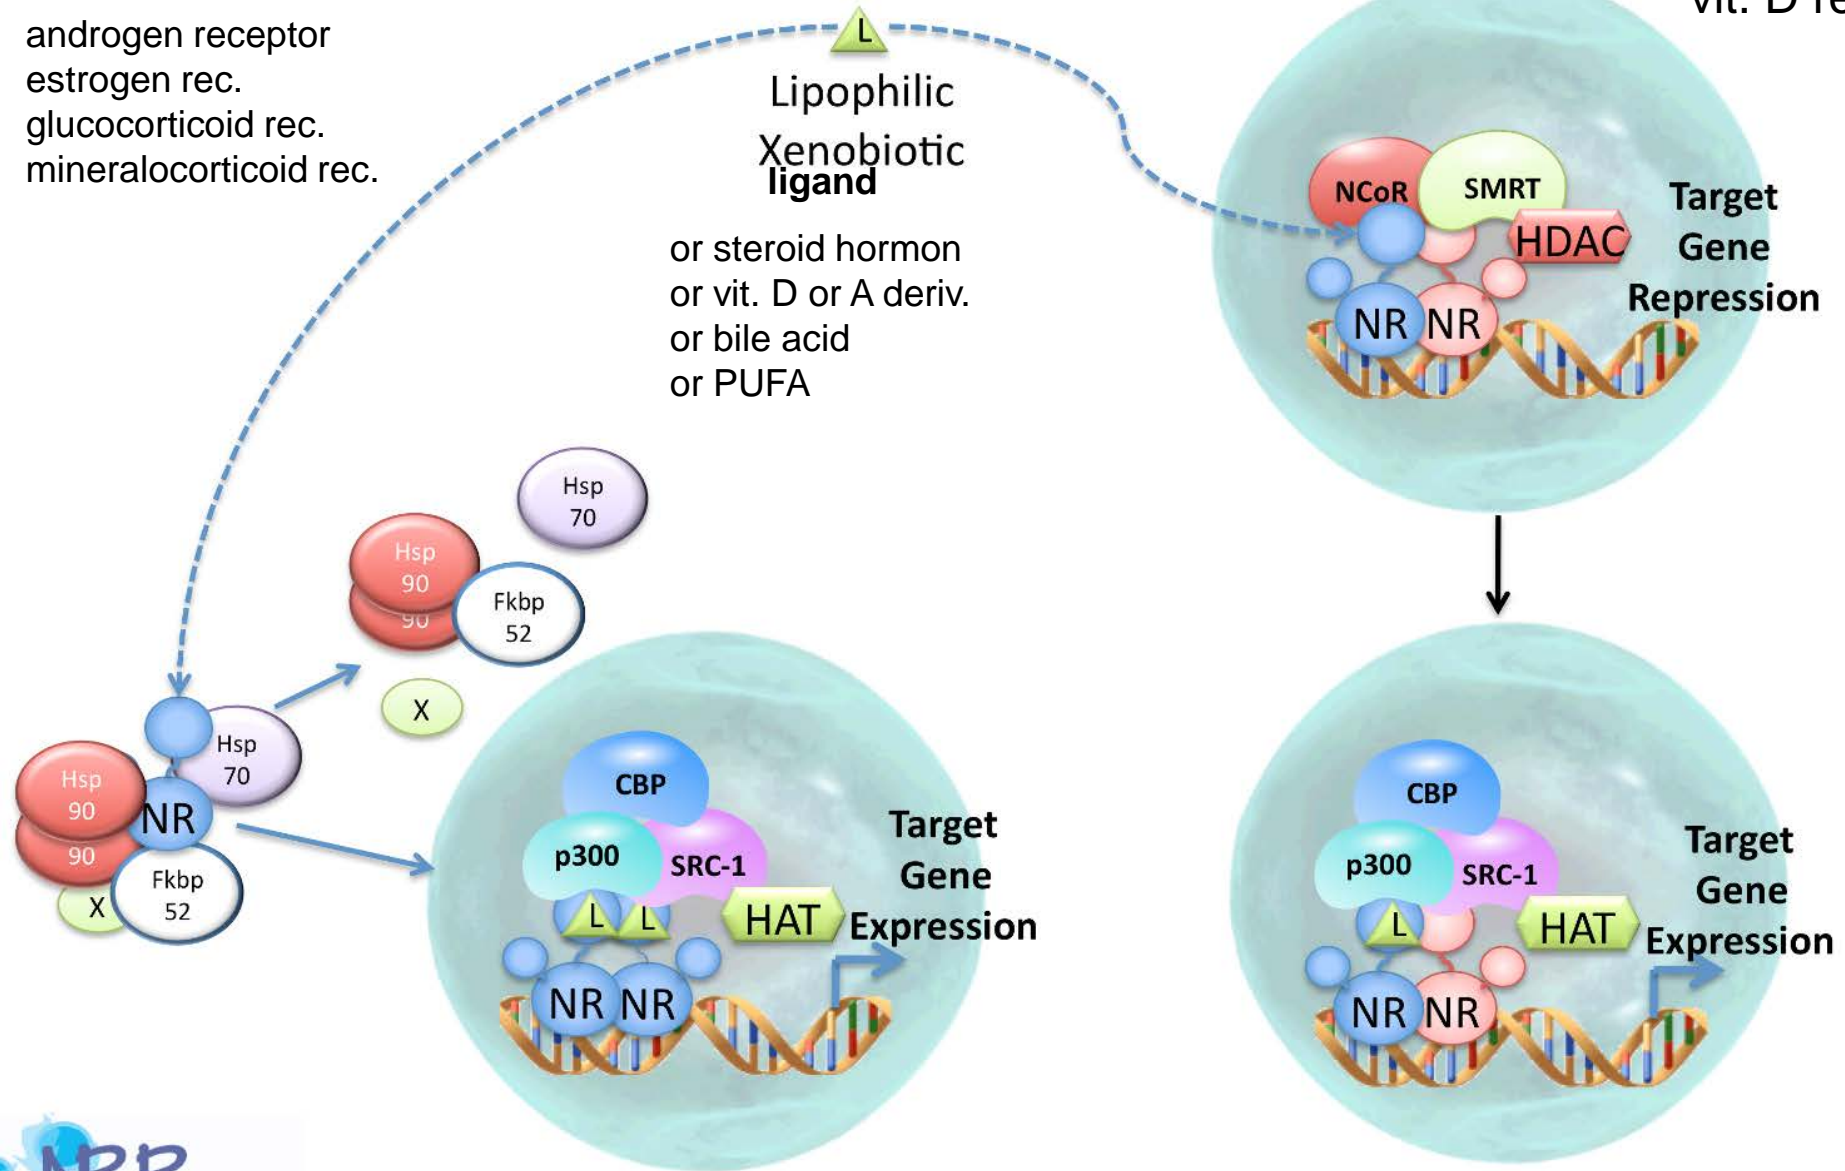 androgen receptor
estrogen rec.
glucocorticoid rec.
mineralocorticoid rec.
L
Lipophilic
Xenobiotic
ligand
or steroid hormon
or vit. D or A deriv.
or bile acid
or PUFA
vit. D re
NCoR
SMRT
HDAC
NR
NR
Target
Gene
Repression
Hsp
70
Hsp
90
90
Fkbp
52
X
Hsp
70
Hsp
90
90
NR
Fkbp
52
X
CBP
p300
SRC-1
L
L
HAT
NR
NR
Target
Gene
Expression
CBP
p300
SRC-1
L
HAT
NR
NR
Target
Gene
Expression